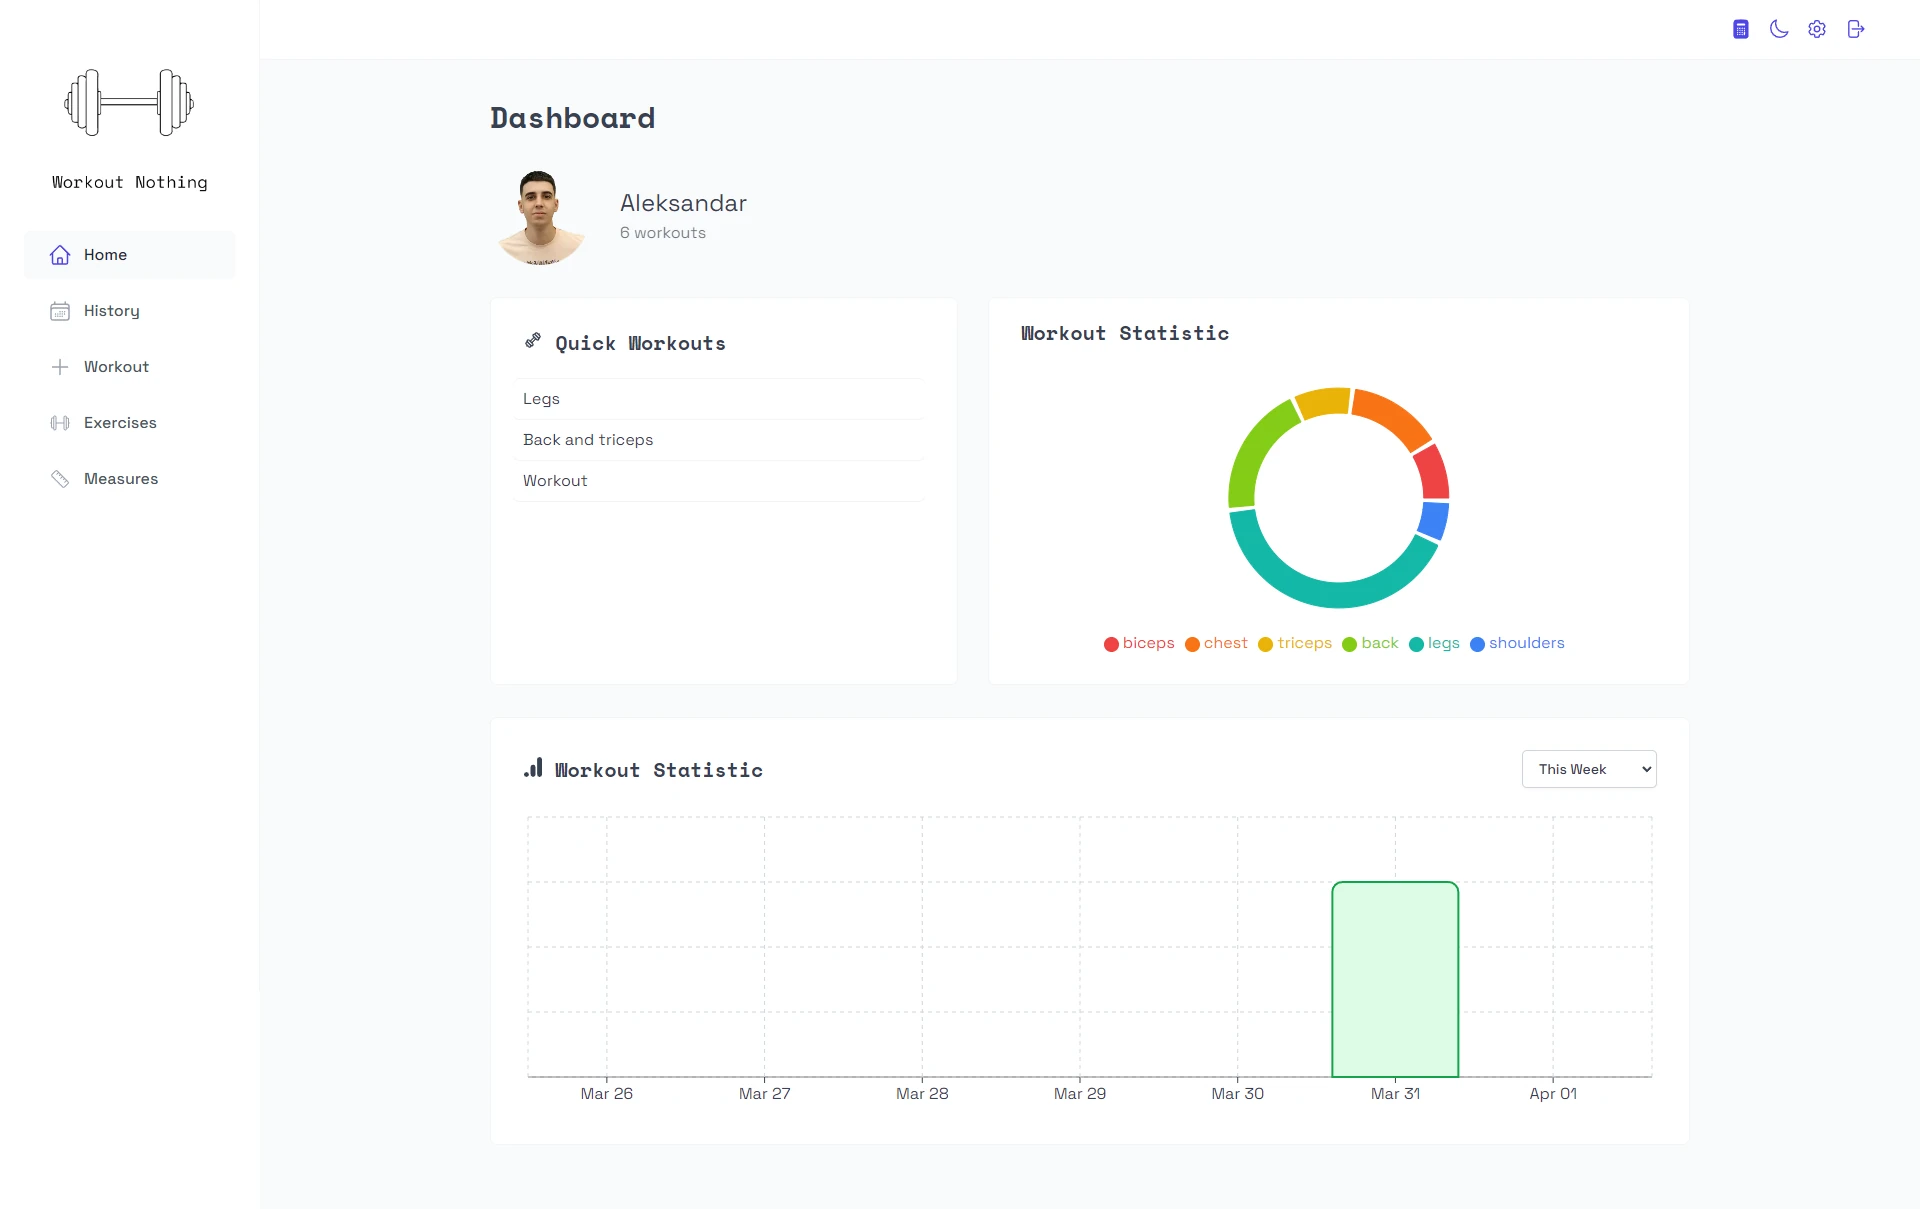 Workout Nothing
Home
History
Workout
Exercises
Measures
Dashboard
Aleksandar
6 workouts
Quick Workouts
Legs
Back and triceps
Workout
Workout Statistic
biceps chest triceps back legs shoulders
Workout Statistic
This Week
Mar 26 Mar 27 Mar 28 Mar 29 Mar 30 Mar 31 Apr 01